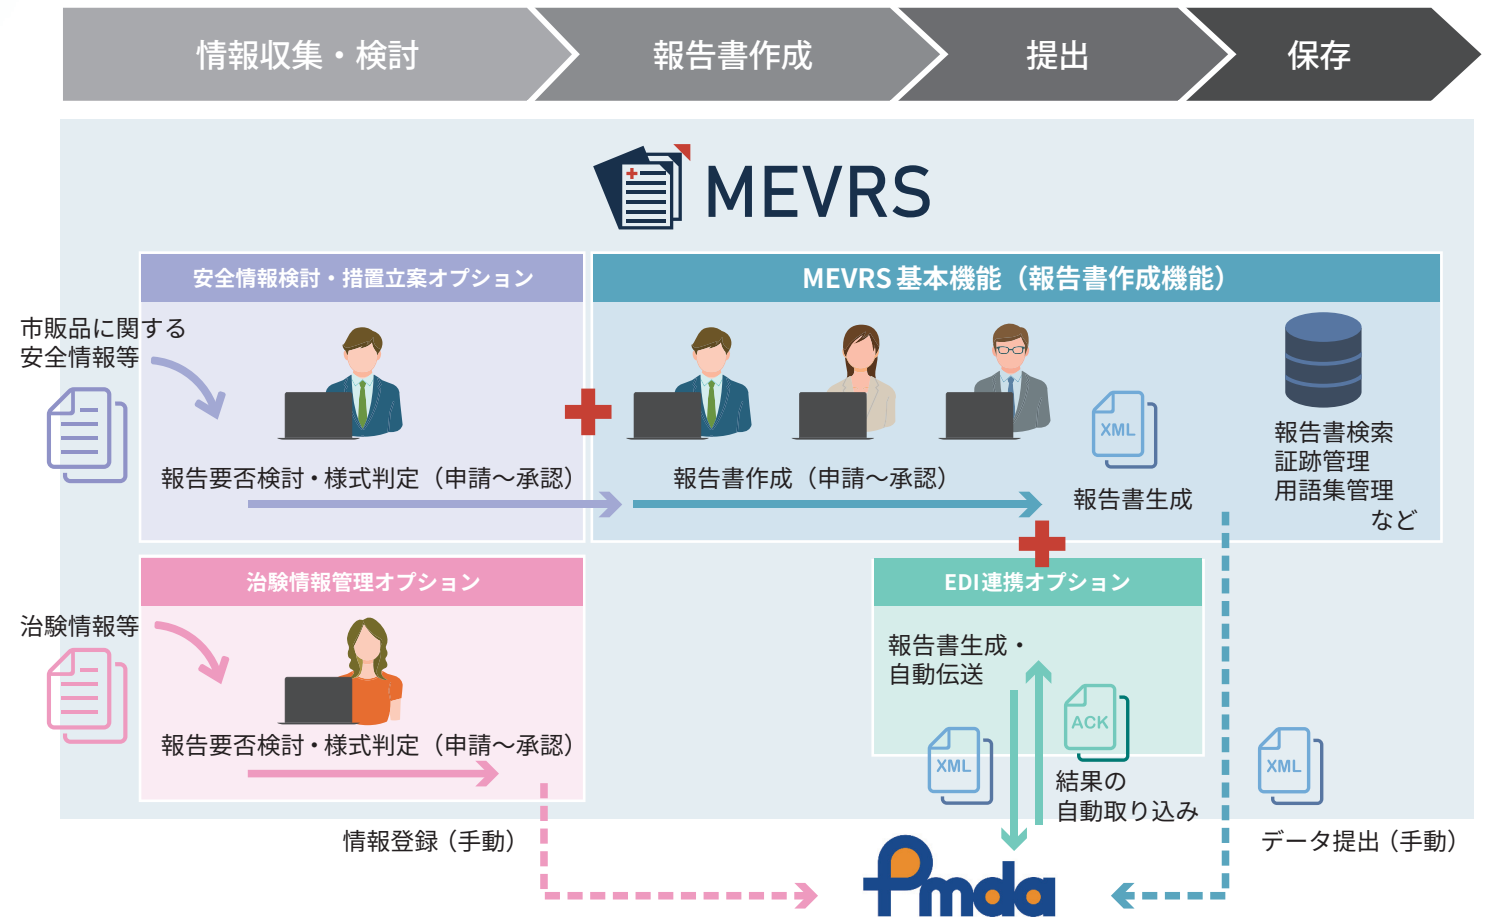 情報収集・検討
報告書作成
提出
保存
MEVRS
安全情報検討・措置立案オプション
MEVRS 基本機能（報告書作成機能）
市販品に関する
安全情報等
報告要否検討・様式判定（申請～承認）
報告書作成（申請～承認）
XML
報告書生成
報告書検索
証跡管理
用語集管理
など
治験情報管理オプション
EDI連携オプション
治験情報等
報告要否検討・様式判定（申請～承認）
報告書生成・
自動伝送
ACK
XML
XML
結果の
自動取り込み
情報登録（手動）
データ提出（手動）
Pmda